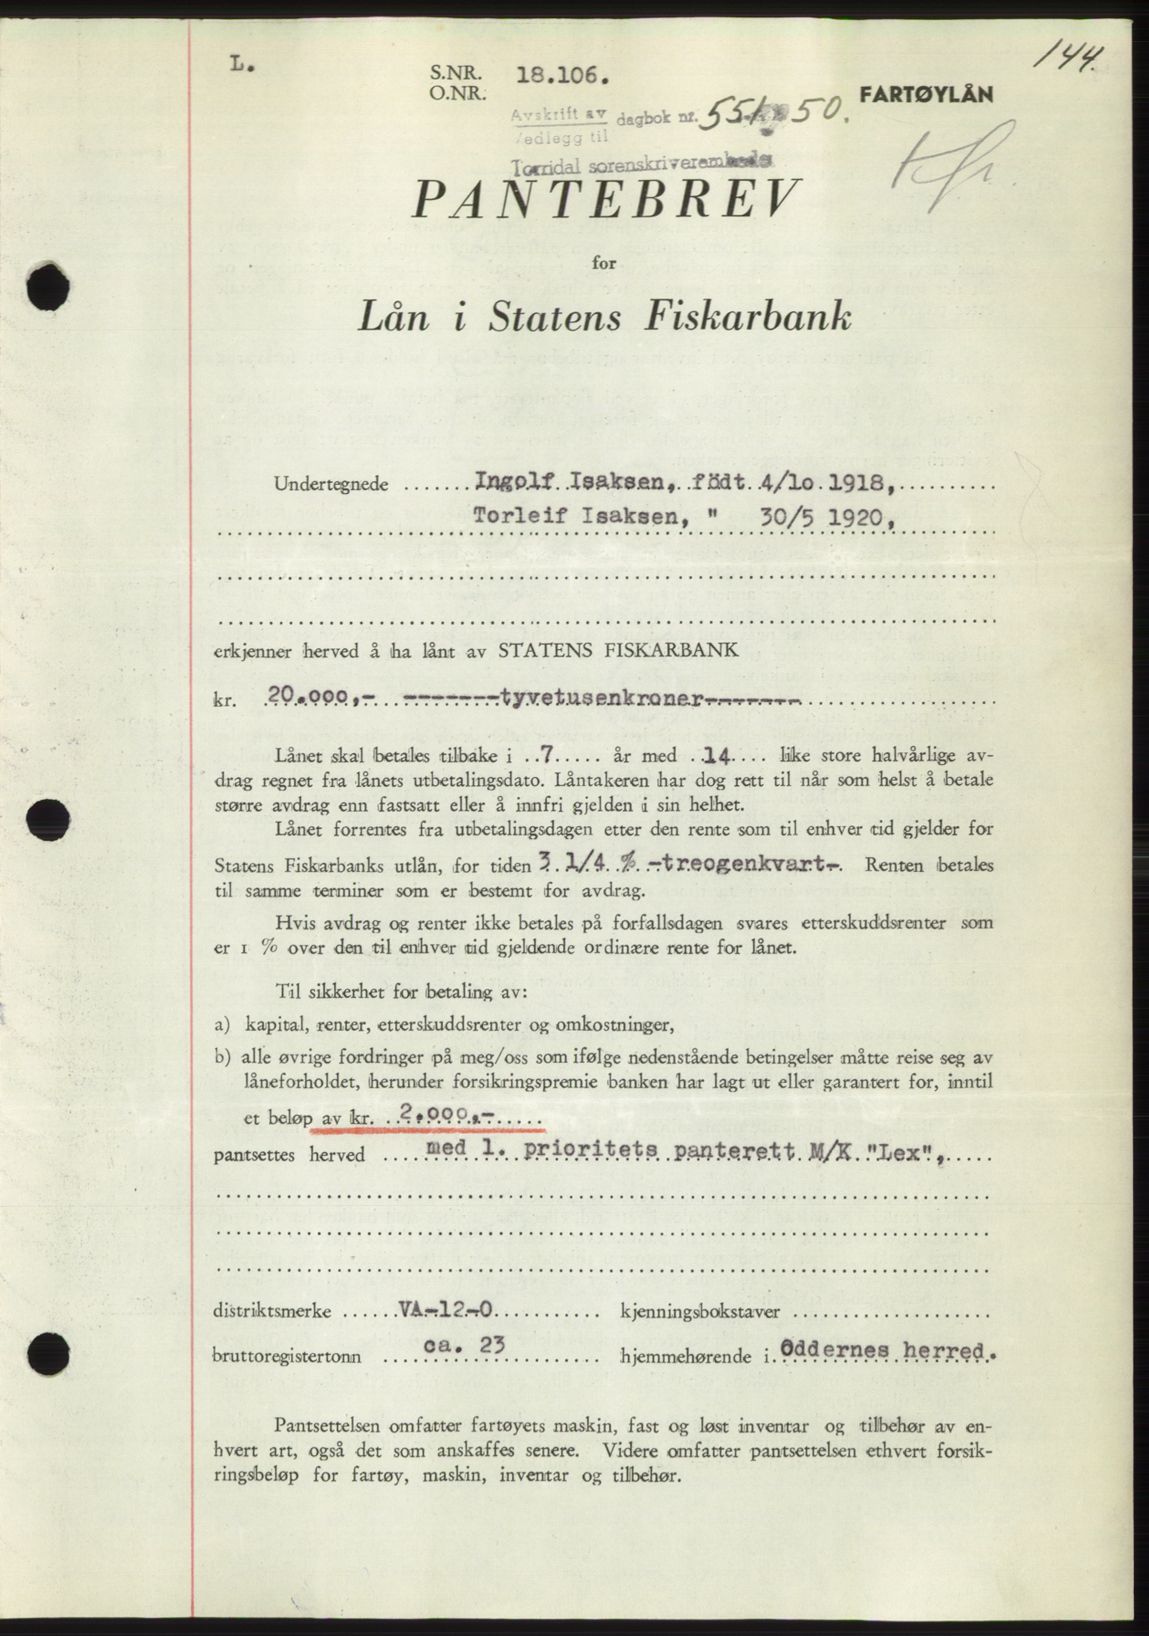 144.
L.
S.NR. 18.106.
O.NR.
FARTØYLÅN
Avskrift av
Vedlegg til
dagbok nr. 551 50.
Torridal sorenskriverembede
PANTEBREV
for
Lån i Statens Fiskarbank
Undertegnede ....... Ingolf Isaksen, födt 4/10 1918,
Torleif Isaksen, " 30/5 1920,
erkjenner herved å ha lånt av STATENS FISKARBANK
kr. 20.000,- -------tyvetusenkroner-------
Lånet skal betales tilbake i ..7..... år med ..14.... like store halvårlige av-
drag regnet fra lånets utbetalingsdato. Låntakeren har dog rett til når som helst å betale
større avdrag enn fastsatt eller å innfri gjelden i sin helhet.
Lånet forrentes fra utbetalingsdagen etter den rente som til enhver tid gjelder for
Statens Fiskarbanks utlån, for tiden 3 1/4 % -treogenkvart-. Renten betales
til samme terminer som er bestemt for avdrag.
Hvis avdrag og renter ikke betales på forfallsdagen svares etterskuddsrenter som
er 1 % over den til enhver tid gjeldende ordinære rente for lånet.
Til sikkerhet for betaling av:
a) kapital, renter, etterskuddsrenter og omkostninger,
b) alle øvrige fordringer på meg/oss som ifølge nedenstående betingelser måtte reise seg av
låneforholdet, herunder forsikringspremie banken har lagt ut eller garantert for, inntil
et beløp av kr. ..2.000,-.....
pantsettes herved .... med 1. prioritets panterett M/K "Lex",.....
distriktsmerke ......VA-12-O........... kjenningsbokstaver ....................
bruttoregistertonn .... ca. 23 .......... hjemmehørende i Oddernes herred.
Pantsettelsen omfatter fartøyets maskin, fast og løst inventar og tilbehør av en-
hvert art, også det som anskaffes senere. Videre omfatter pantsettelsen ethvert forsik-
ringsbeløp for fartøy, maskin, inventar og tilbehør.